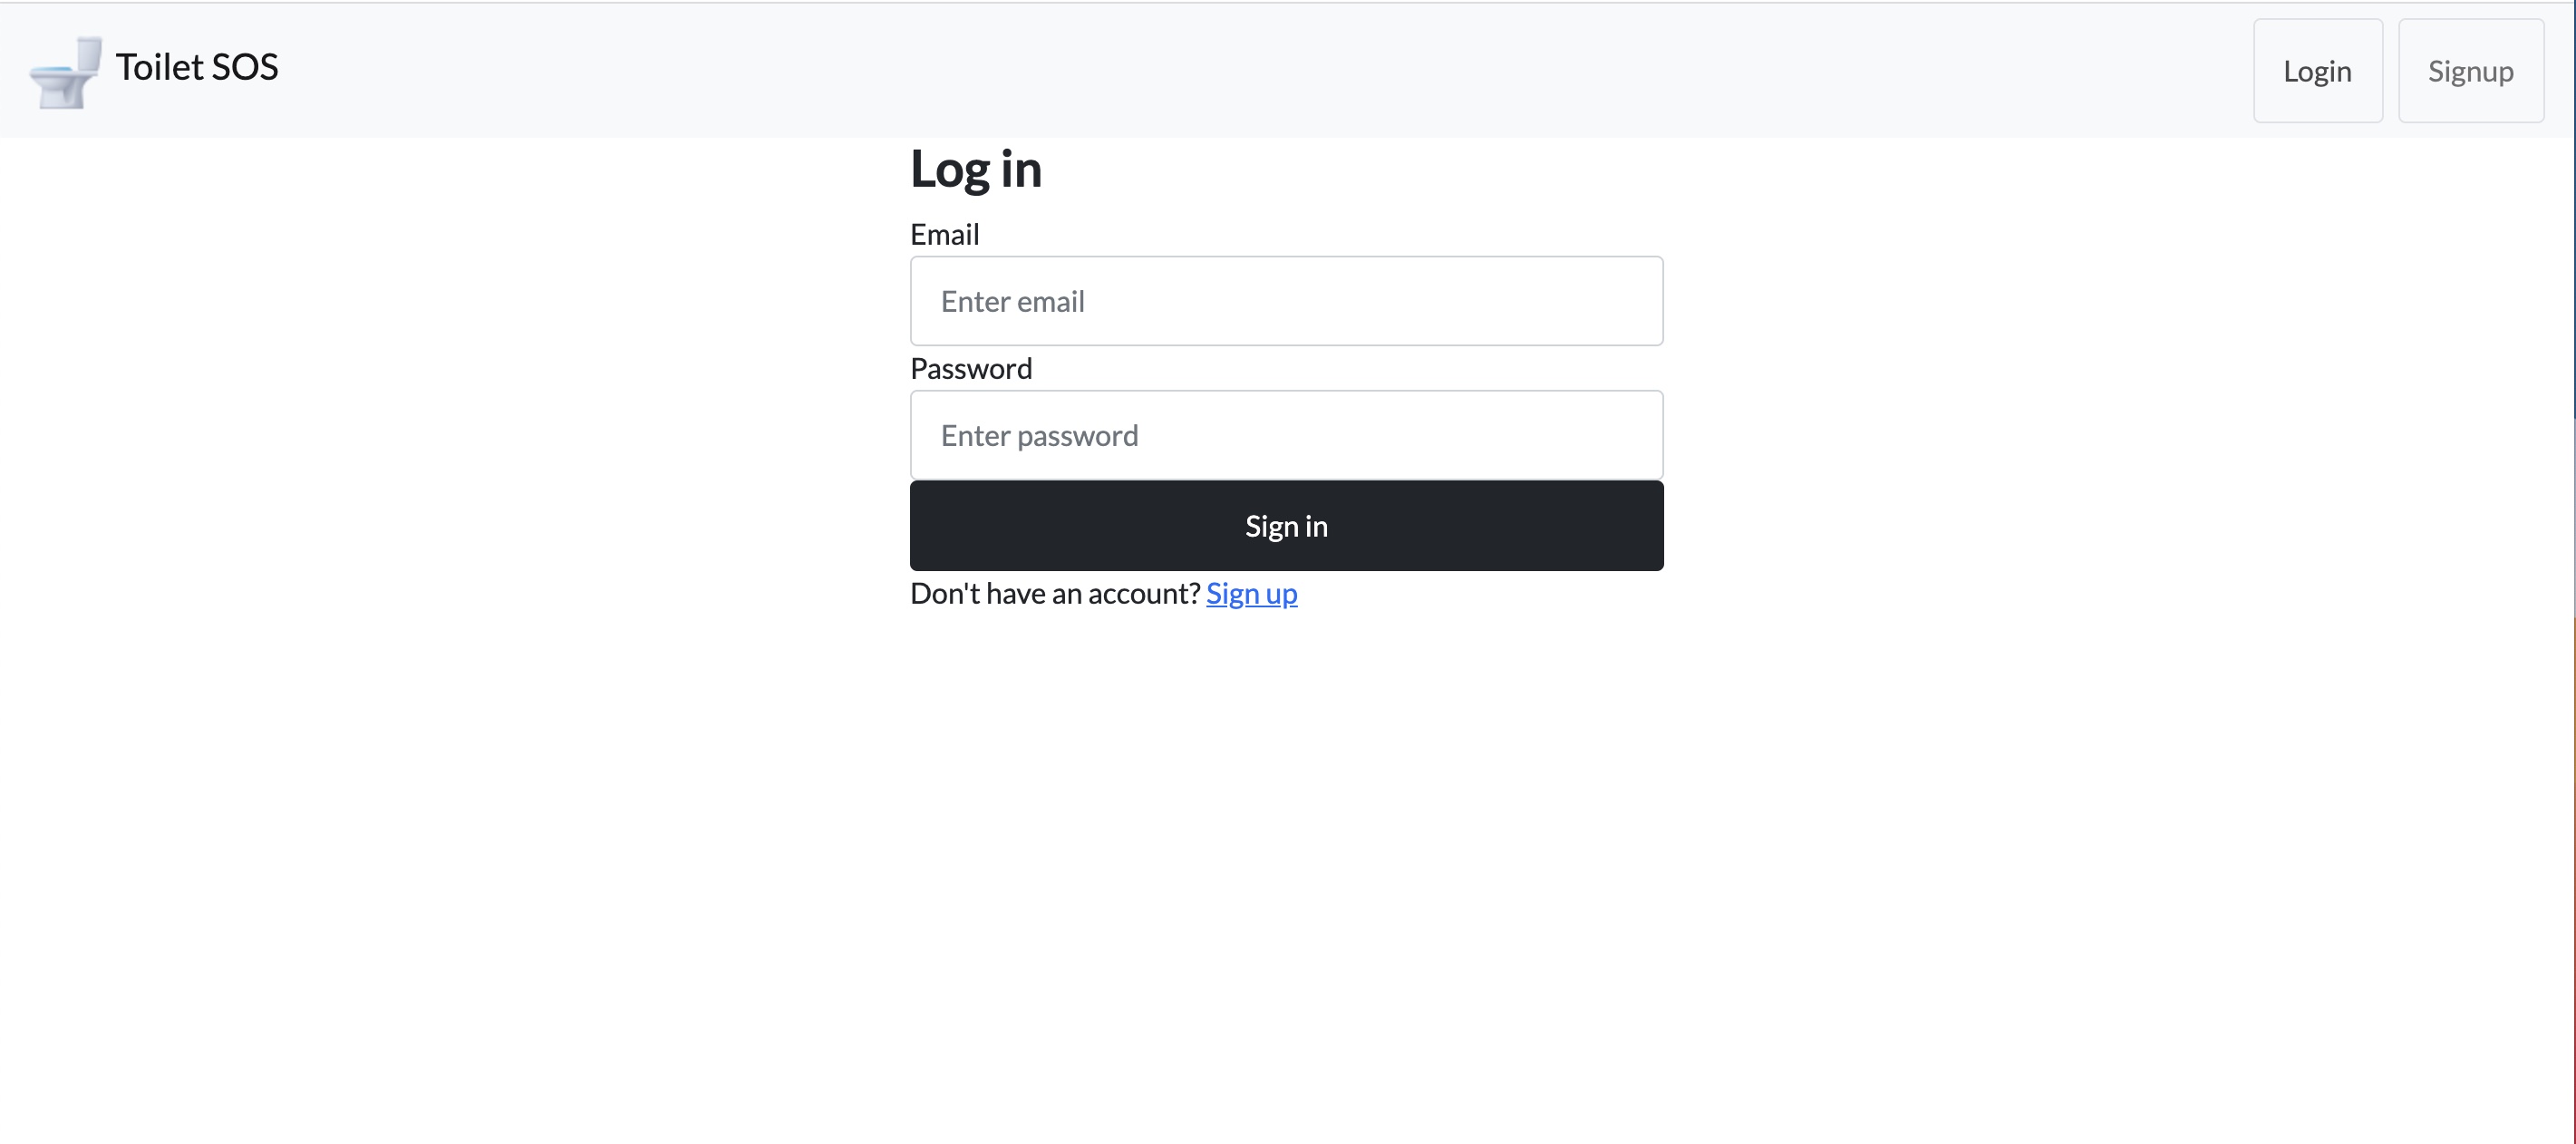 Toilet SOS
Login
Signup
Log in
Email
Enter email
Password
Enter password
Sign in
Don't have an account? Sign up